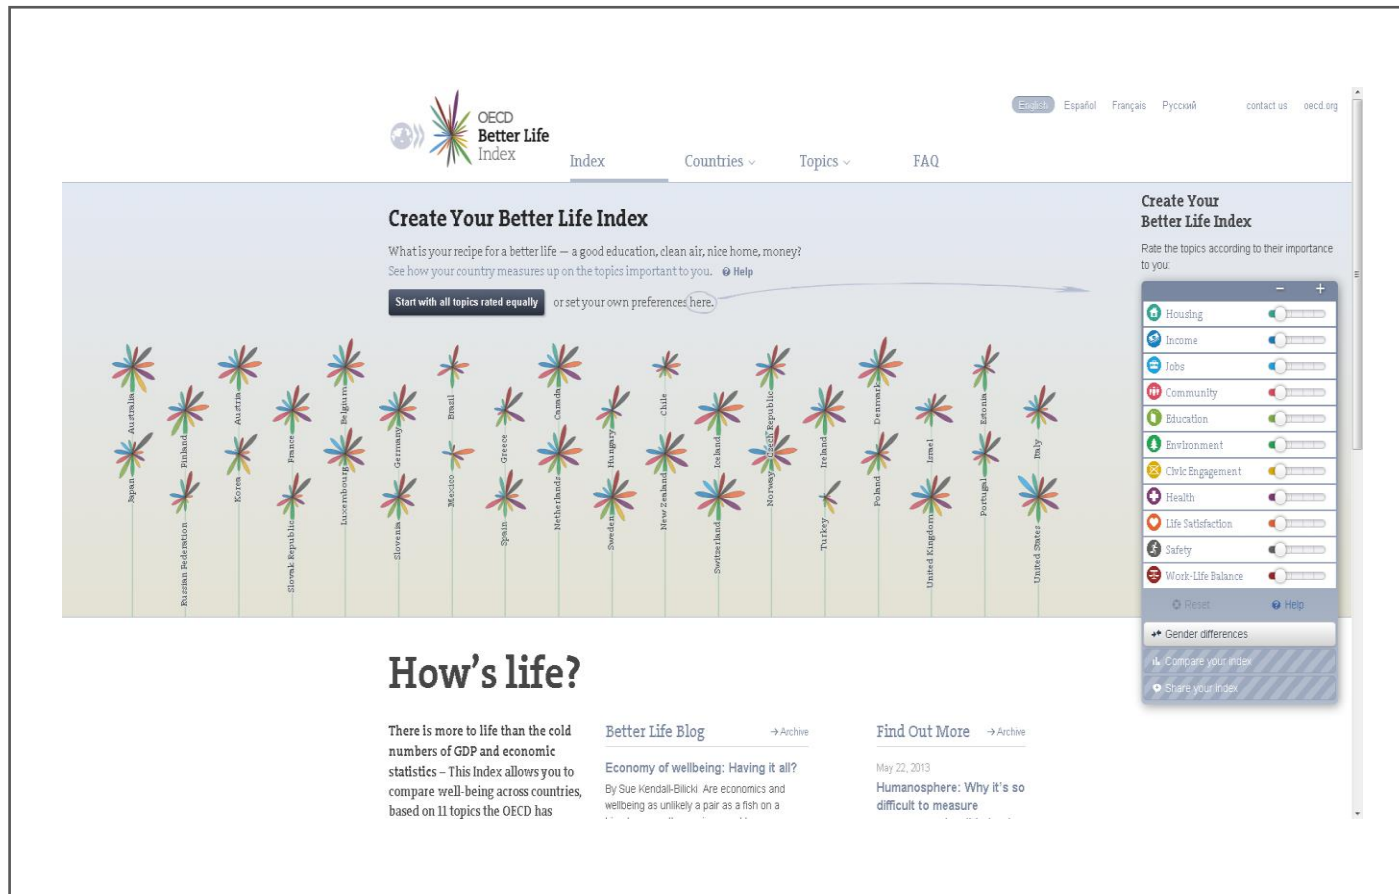 OECD
Better Life
Index
English Español Français Русский contact us oecd.org
Index Countries Topics FAQ
Create Your Better Life Index
What is your recipe for a better life — a good education, clean air, nice home, money?
See how your country measures up on the topics important to you. Help
Start with all topics rated equally or set your own preferences here.
Australia
Japan
Finland
Russian Federation
Austria
Korea
France
Slovak Republic
Belgium
Luxembourg
Germany
Slovenia
Brazil
Mexico
Greece
Spain
Canada
Netherlands
Hungary
Sweden
Chile
New Zealand
Iceland
Switzerland
Czech Republic
Norway
Ireland
Turkey
Denmark
Poland
Israel
United Kingdom
Estonia
Portugal
Italy
United States
Create Your
Better Life Index
Rate the topics according to their importance
to you:
− +
Housing
Income
Jobs
Community
Education
Environment
Civic Engagement
Health
Life Satisfaction
Safety
Work-Life Balance
Reset Help
Gender differences
Compare your index
Share your index
How's life?
There is more to life than the cold
numbers of GDP and economic
statistics – This Index allows you to
compare well-being across countries,
based on 11 topics the OECD has
Better Life Blog → Archive
Economy of wellbeing: Having it all?
By Sue Kendall-Bilicki Are economics and
wellbeing as unlikely a pair as a fish on a
Find Out More → Archive
May 22, 2013
Humanosphere: Why it's so
difficult to measure